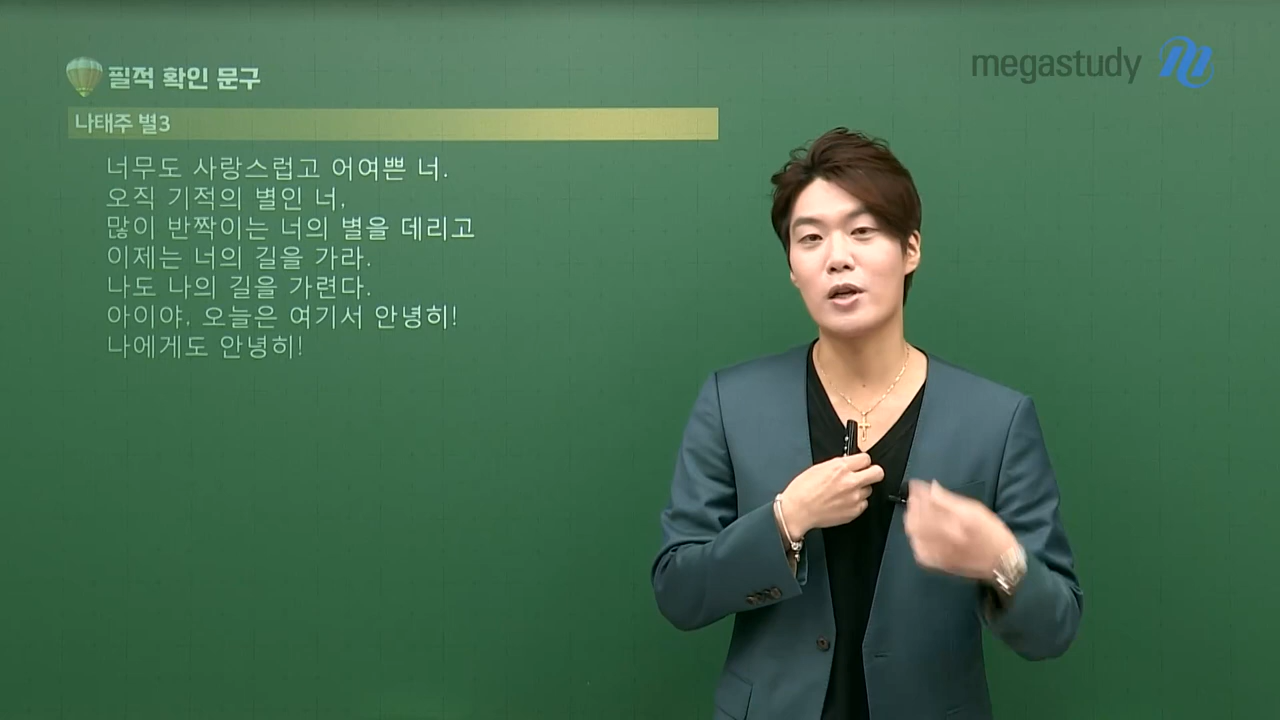 필적 확인 문구
megastudy
나태주 별3
너무도 사랑스럽고 어여쁜 너.
오직 기적의 별인 너.
많이 반짝이는 너의 별을 데리고
이제는 너의 길을 가라.
나도 나의 길을 가련다.
아이야. 오늘은 여기서 안녕히!
나에게도 안녕히!